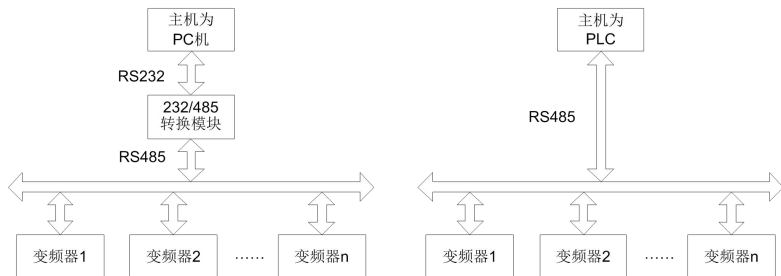 主机为
PC机
RS232
232/485
转换模块
RS485
变频器1
变频器2
……
变频器n
主机为
PLC
RS485
变频器1
变频器2
……
变频器n